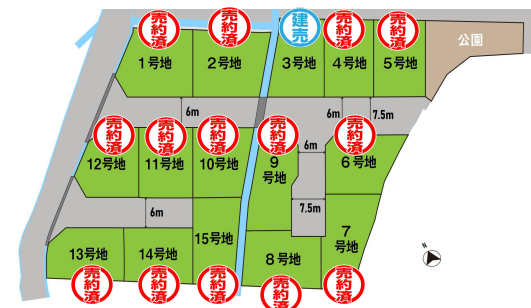 売約済
売約済
建売
売約済
売約済
公園
1号地
2号地
3号地
4号地
5号地
6m
6m
7.5m
売約済
売約済
売約済
売約済
売約済
12号地
11号地
10号地
9号地
6m
6号地
6m
7.5m
15号地
7号地
13号地
14号地
8号地
売約済
売約済
売約済
売約済
売約済
N